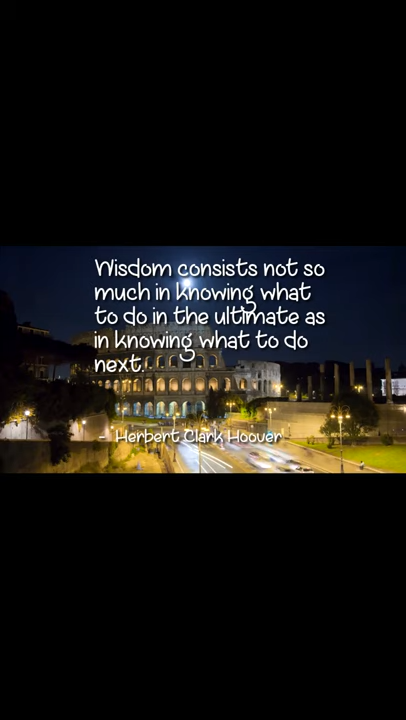 Wisdom consists not so
much in knowing what
to do in the ultimate as
in knowing what to do
next.
- Herbert Clark Hoover